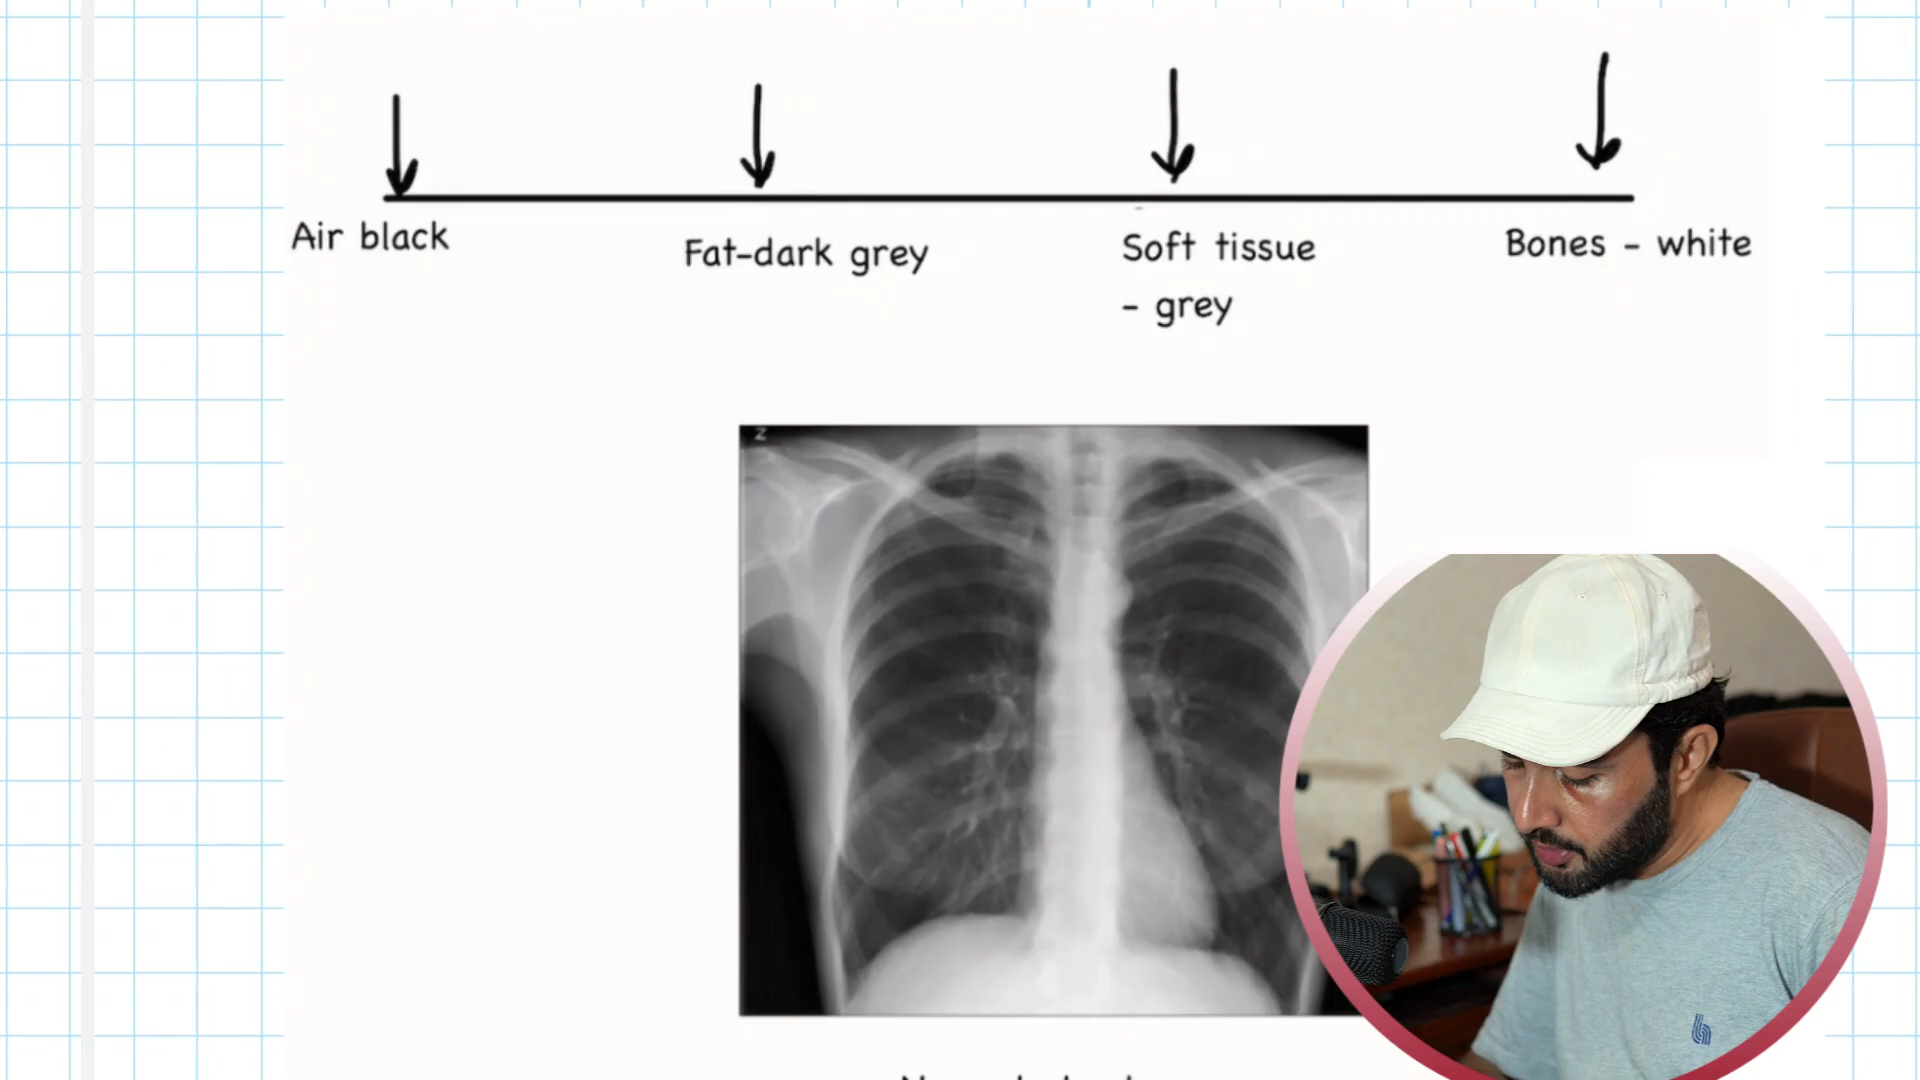 Air black
Fat-dark grey
Soft tissue
- grey
Bones - white